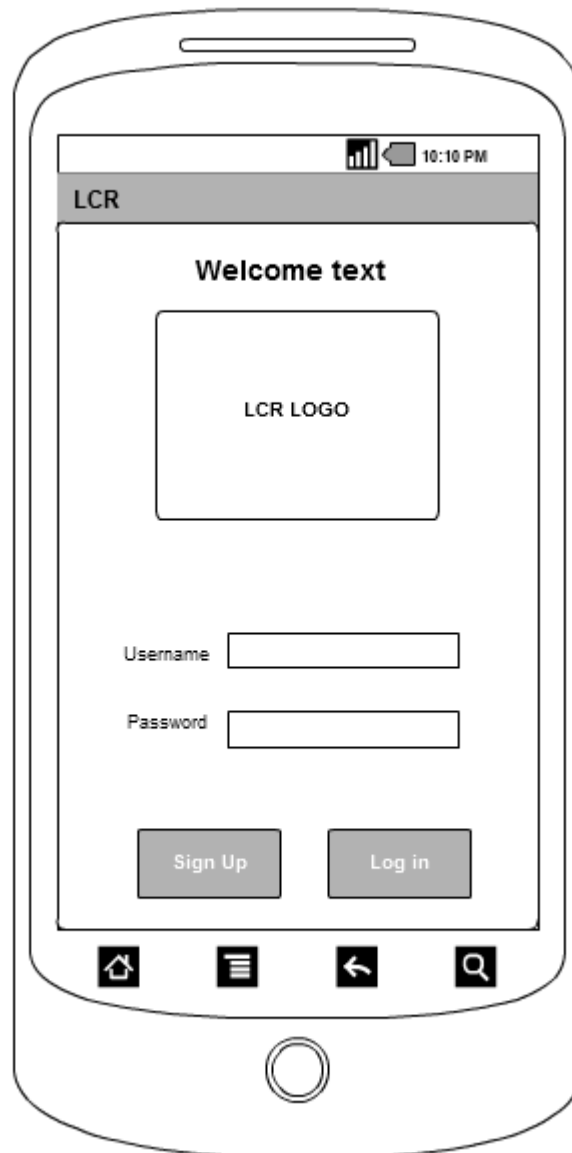 10:10 PM
LCR
Welcome text
LCR LOGO
Username
Password
Sign Up Log in